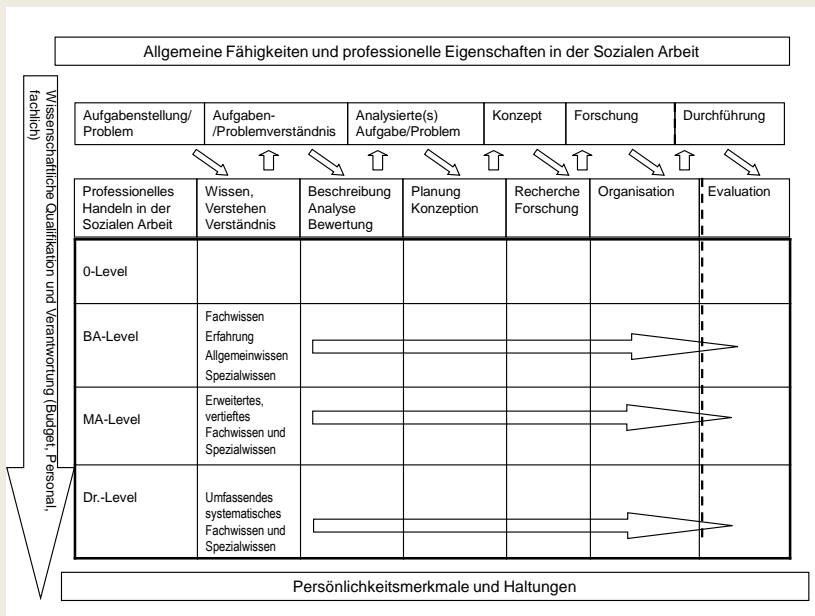 Allgemeine Fähigkeiten und professionelle Eigenschaften in der Sozialen Arbeit
Wissenschaftliche Qualifikation und Verantwortung (Budget, Personal,
fachlich)
Aufgabenstellung/
Problem
Aufgaben-
/Problemverständnis
Analysierte(s)
Aufgabe/Problem
Konzept
Forschung
Durchführung
Professionelles
Handeln in der
Sozialen Arbeit
Wissen,
Verstehen
Verständnis
Beschreibung
Analyse
Bewertung
Planung
Konzeption
Recherche
Forschung
Organisation
Evaluation
0-Level
BA-Level
Fachwissen
Erfahrung
Allgemeinwissen
Spezialwissen
MA-Level
Erweitertes,
vertieftes
Fachwissen und
Spezialwissen
Dr.-Level
Umfassendes
systematisches
Fachwissen und
Spezialwissen
Persönlichkeitsmerkmale und Haltungen